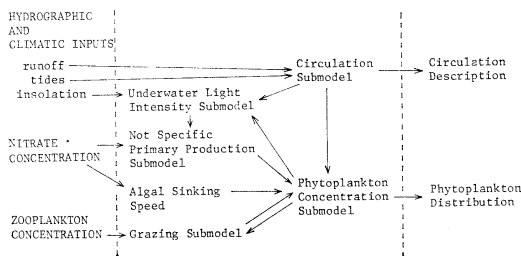 HYDROGRAPHIC
AND
CLIMATIC INPUTS
runoff
tides
insolation
NITRATE
CONCENTRATION
ZOOPLANKTON
CONCENTRATION
Underwater Light
Intensity Submodel
Not Specific
Primary Production
Submodel
Algal Sinking
Speed
Grazing Submodel
Circulation
Submodel
Phytoplankton
Concentration
Submodel
Circulation
Description
Phytoplankton
Distribution